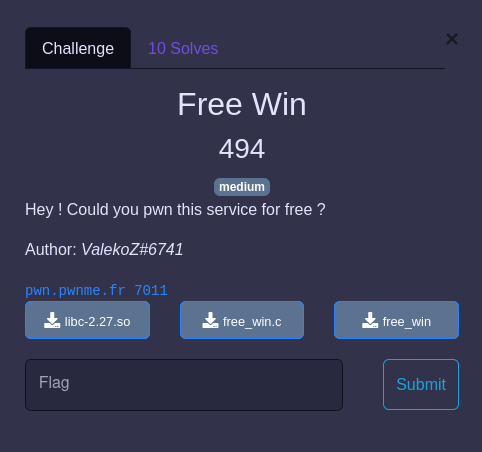 Challenge
10 Solves
×
Free Win
494
medium
Hey ! Could you pwn this service for free ?
Author: ValekoZ#6741
pwn.pwnme.fr 7011
libc-2.27.so
free_win.c
free_win
Flag
Submit